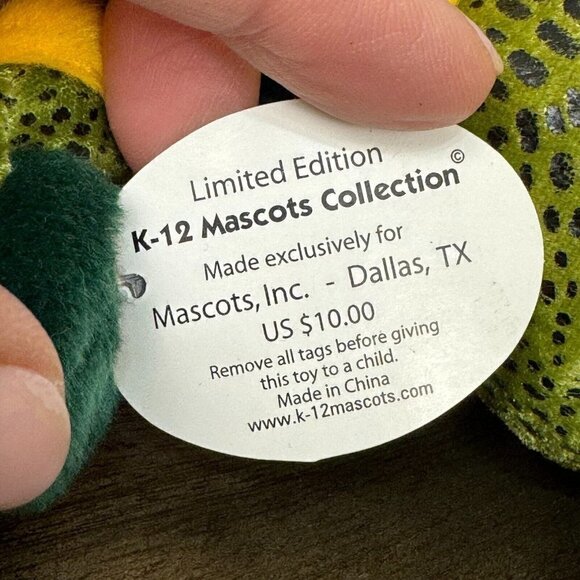 Limited Edition
K-12 Mascots Collection©
Made exclusively for
Mascots, Inc. - Dallas, TX
US $10.00
Remove all tags before giving
this toy to a child.
Made in China
www.k-12mascots.com